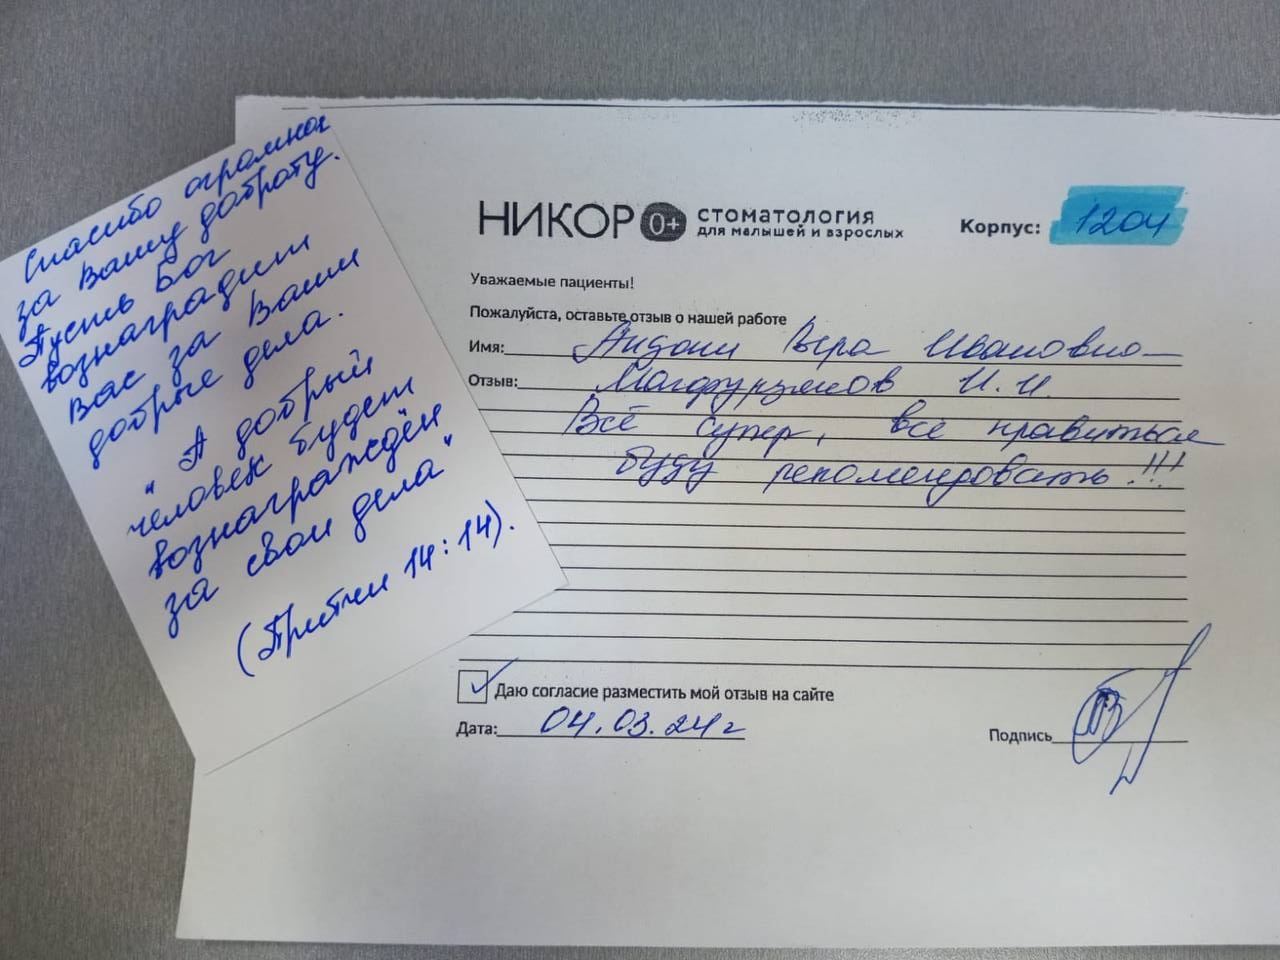 Спасибо огромное
за Вашу доброту.
Пусть Бог
вознаградит
Вас за Ваши
добрые дела.
" А добрый
человек будет
вознаграждён
за свои дела"
(Притчи 14:14).
НИКОР 0+ СТОМАТОЛОГИЯ
для малышей и взрослых
Корпус: 1204
Уважаемые пациенты!
Пожалуйста, оставьте отзыв о нашей работе
Имя: Вера Ивановна
Отзыв: И.И.
Всё супер, всё нравиться
буду рекомендовать!!!
Даю согласие разместить мой отзыв на сайте
Дата: 04.03.24г
Подпись